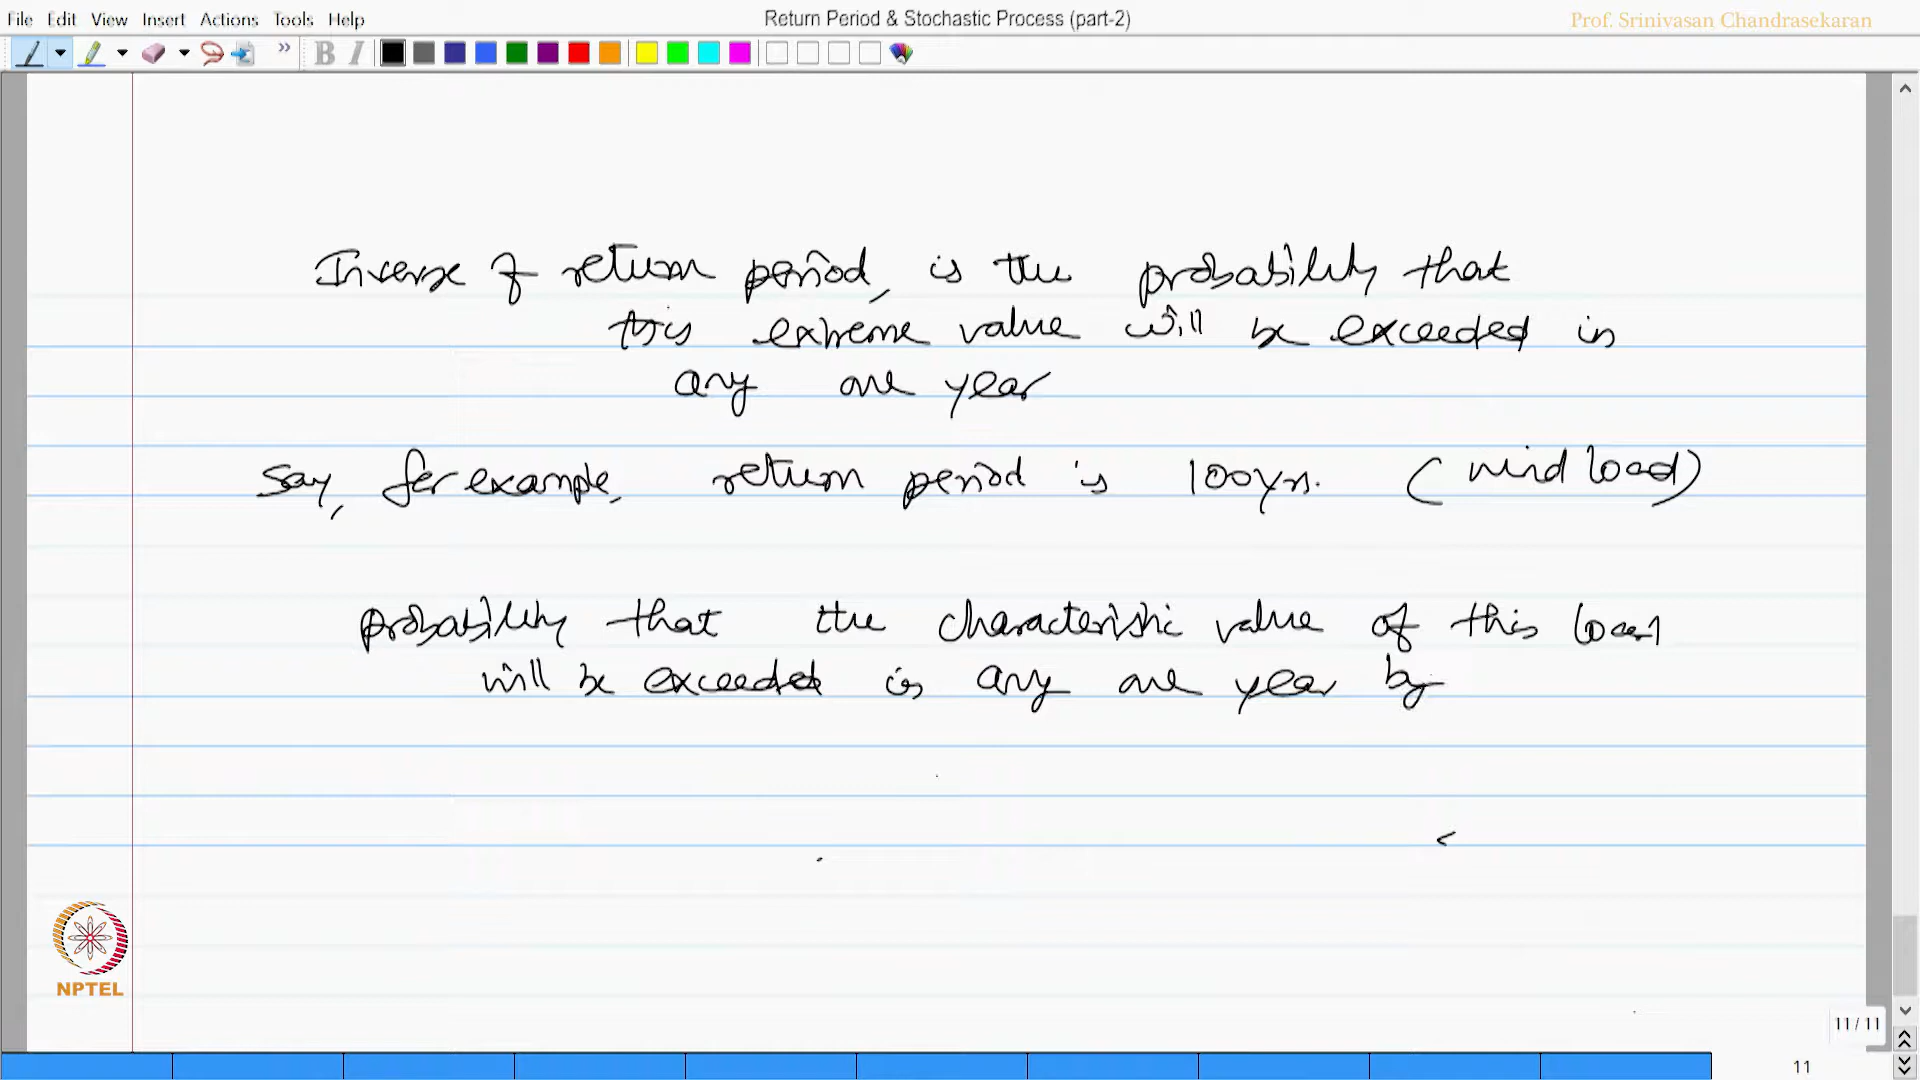 File Edit View Insert Actions Tools Help
Return Period & Stochastic Process (part-2)
Prof. Srinivasan Chandrasekaran
B I
Inverse of return period, is the probability that
this extreme value will be exceeded in
any one year
Say, for example, return period is 100yrs. (wind load)
probability that the characteristic value of this load
will be exceeded in any one year by
<
NPTEL
11 / 11
11